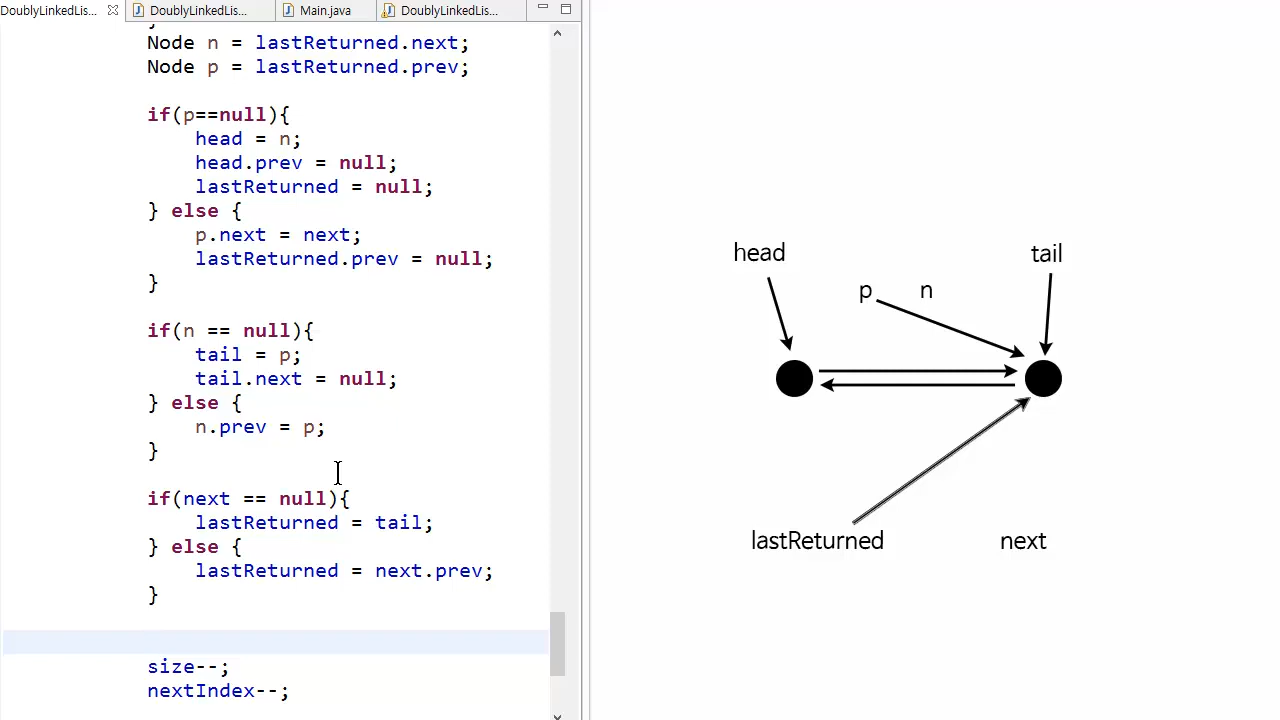 DoublyLinkedLis... DoublyLinkedLis... Main.java DoublyLinkedLis...
}
Node n = lastReturned.next;
Node p = lastReturned.prev;
if(p==null){
head = n;
head.prev = null;
lastReturned = null;
} else {
p.next = next;
lastReturned.prev = null;
}
if(n == null){
tail = p;
tail.next = null;
} else {
n.prev = p;
}
if(next == null){
lastReturned = tail;
} else {
lastReturned = next.prev;
}
size--;
nextIndex--;
head
tail
p n
lastReturned next